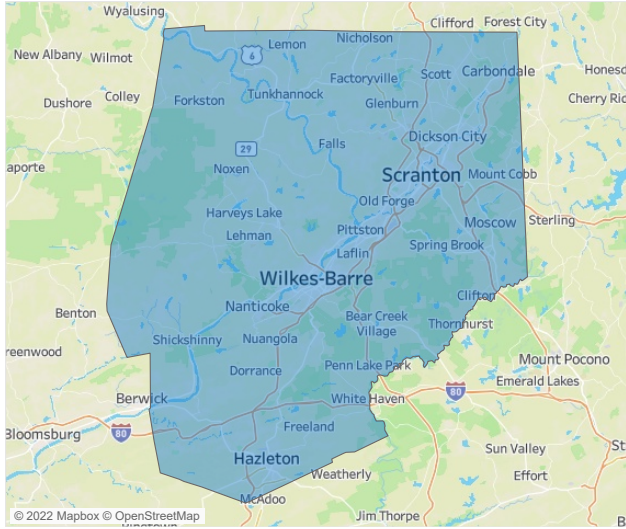 Wyalusing
Clifford
Forest City
Nicholson
Lemon
New Albany
Wilmot
6
Scott
Carbondale
Factoryville
Hones
Colley
Tunkhannock
Forkston
Glenburn
Cherry Rid
Dushore
Dickson City
29
Falls
aporte
Noxen
Scranton
Mount Cobb
Old Forge
Harveys Lake
Pittston
Moscow
Sterling
Lehman
Laflin
Spring Brook
Wilkes-Barre
Clifton
Nanticoke
Benton
Bear Creek
Village
Thornhurst
Shickshinny
Nuangola
reenwood
Mount Pocono
Dorrance
Penn Lake Park
Emerald Lakes
80
Berwick
White Haven
Bloomsburg
80
Freeland
Sun Valley
St
Hazleton
Weatherly
Effort
McAdoo
Jim Thorpe
B
© 2022 Mapbox © OpenStreetMap